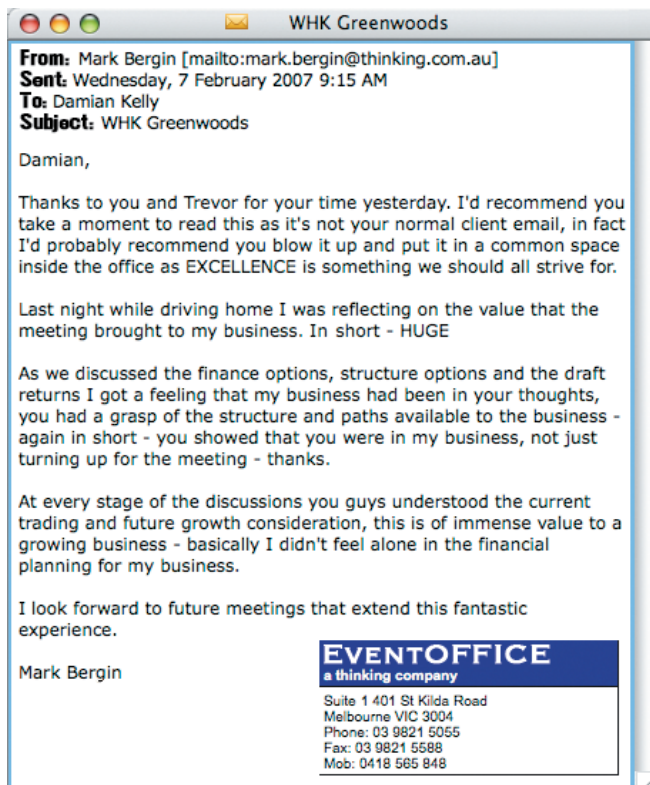 WHK Greenwoods
From: Mark Bergin [mailto:mark.bergin@thinking.com.au]
Sent: Wednesday, 7 February 2007 9:15 AM
To: Damian Kelly
Subject: WHK Greenwoods
Damian,
Thanks to you and Trevor for your time yesterday. I'd recommend you
take a moment to read this as it's not your normal client email, in fact
I'd probably recommend you blow it up and put it in a common space
inside the office as EXCELLENCE is something we should all strive for.
Last night while driving home I was reflecting on the value that the
meeting brought to my business. In short - HUGE
As we discussed the finance options, structure options and the draft
returns I got a feeling that my business had been in your thoughts,
you had a grasp of the structure and paths available to the business -
again in short - you showed that you were in my business, not just
turning up for the meeting - thanks.
At every stage of the discussions you guys understood the current
trading and future growth consideration, this is of immense value to a
growing business - basically I didn't feel alone in the financial
planning for my business.
I look forward to future meetings that extend this fantastic
experience.
Mark Bergin
EVENTOFFICE
a thinking company
Suite 1 401 St Kilda Road
Melbourne VIC 3004
Phone: 03 9821 5055
Fax: 03 9821 5588
Mob: 0418 565 848